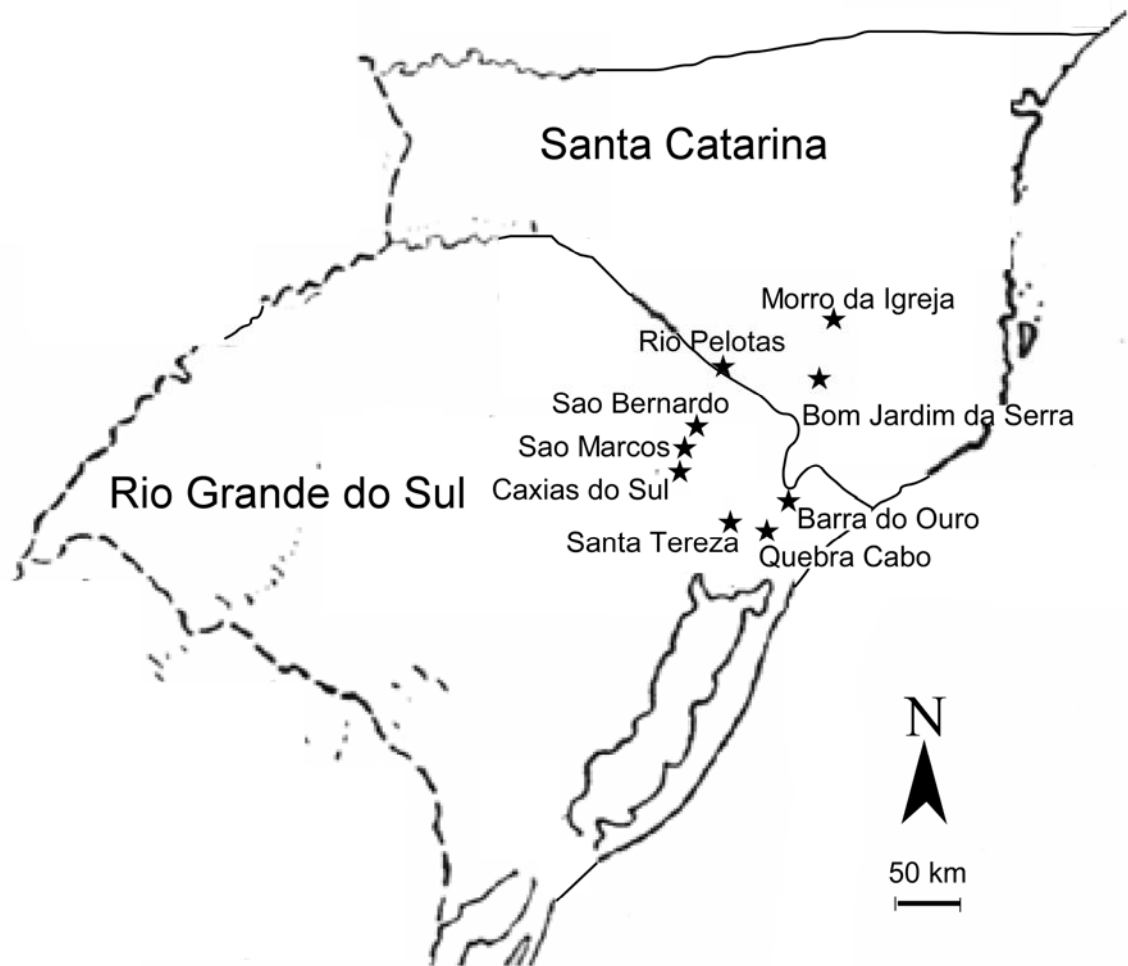 Santa Catarina
Morro da Igreja
Rio Pelotas
Sao Bernardo
Bom Jardim da Serra
Sao Marcos
Caxias do Sul
Rio Grande do Sul
Barra do Ouro
Santa Tereza
Quebra Cabo
N
50 km